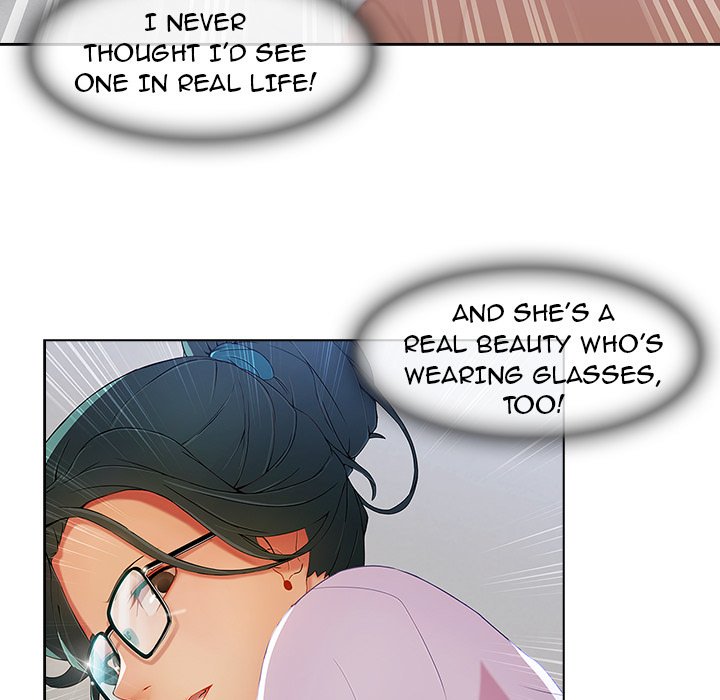 I NEVER
THOUGHT I'D SEE
ONE IN REAL LIFE!
AND SHE'S A
REAL BEAUTY WHO'S
WEARING GLASSES,
TOO!